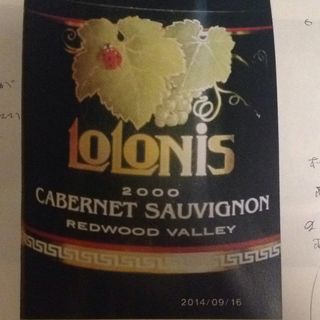 LOLONIS
2000
CABERNET SAUVIGNON
REDWOOD VALLEY
2014/09/16